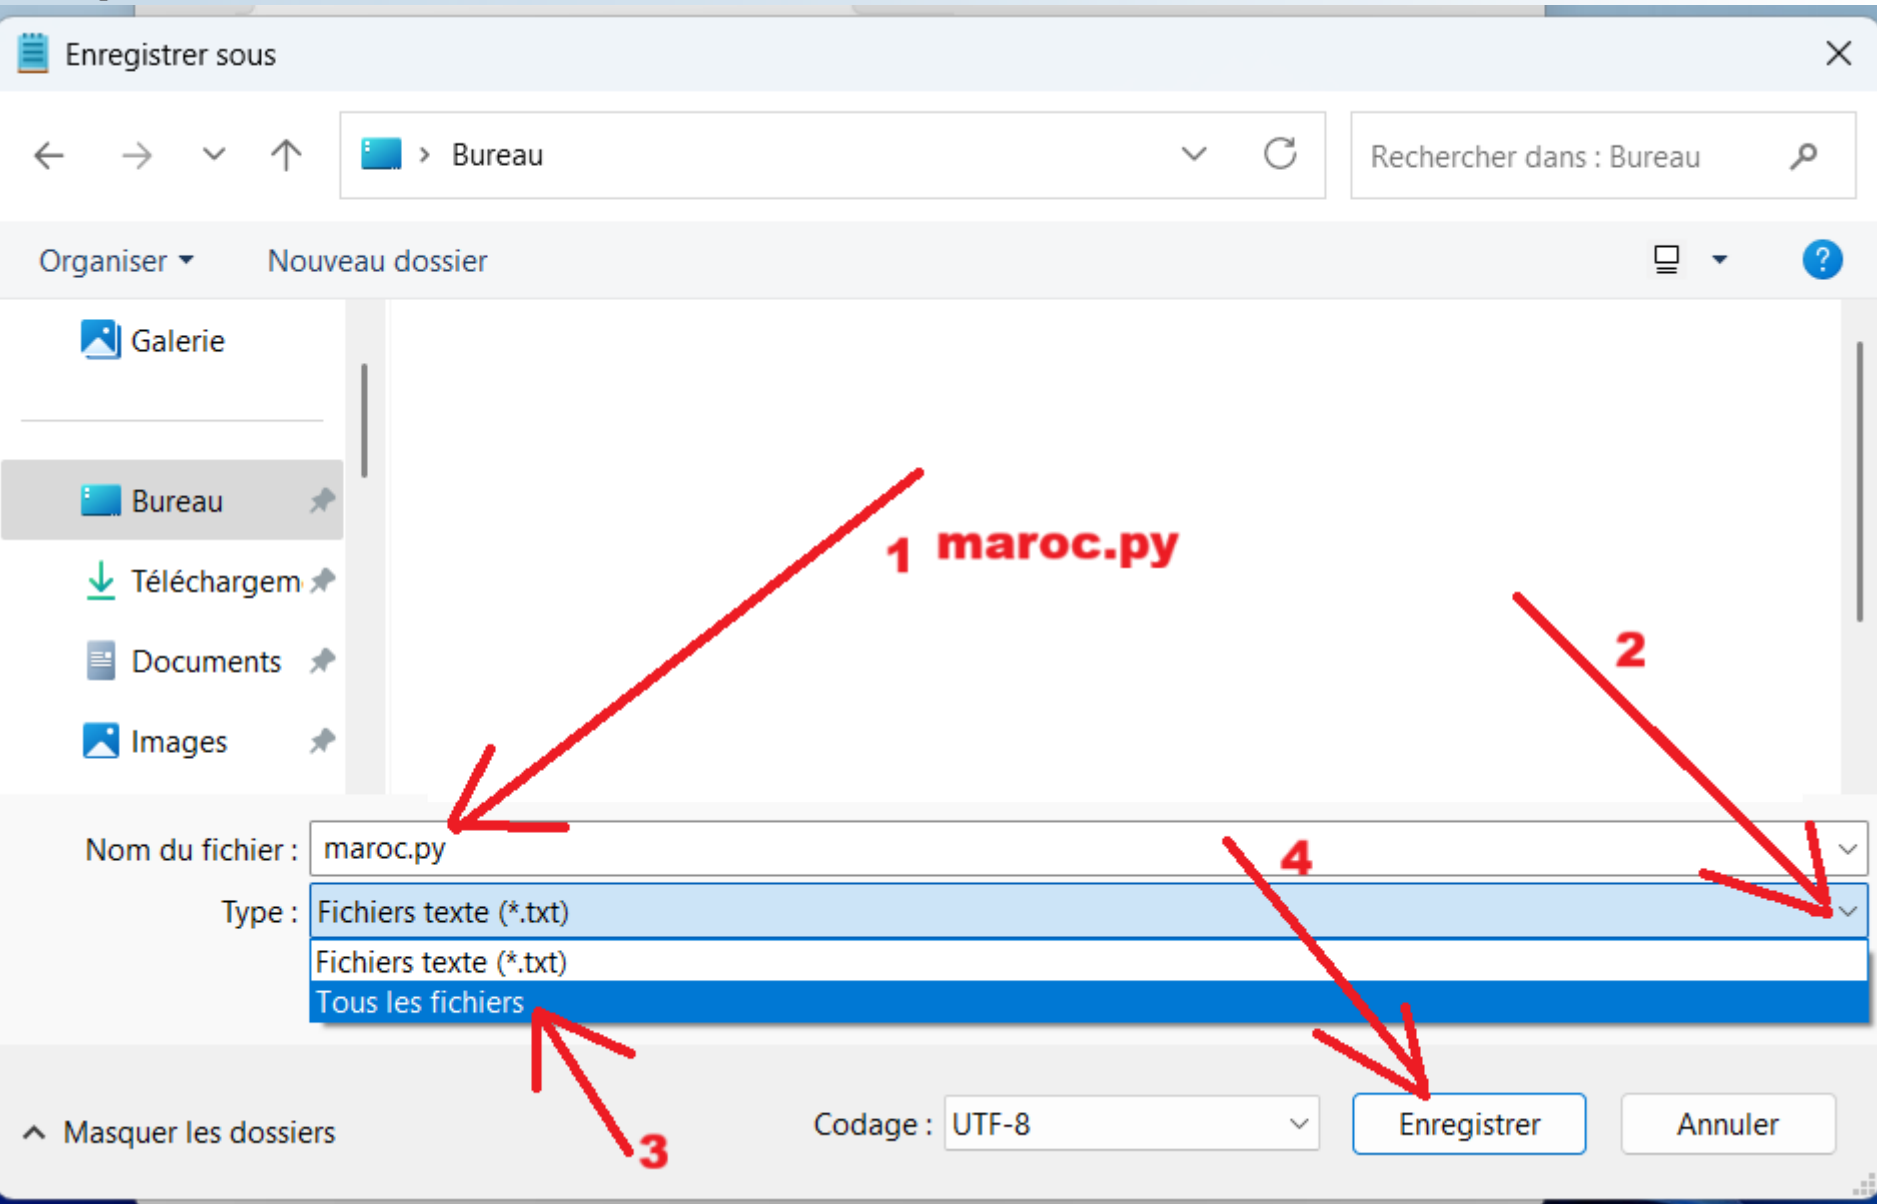 Enregistrer sous
Bureau
Rechercher dans : Bureau
Organiser
Nouveau dossier
?
Galerie
Bureau
Téléchargem
Documents
Images
1 maroc.py
2
Nom du fichier : maroc.py
4
Type : Fichiers texte (*.txt)
Fichiers texte (*.txt)
Tous les fichiers
3
Masquer les dossiers
Codage : UTF-8
Enregistrer
Annuler